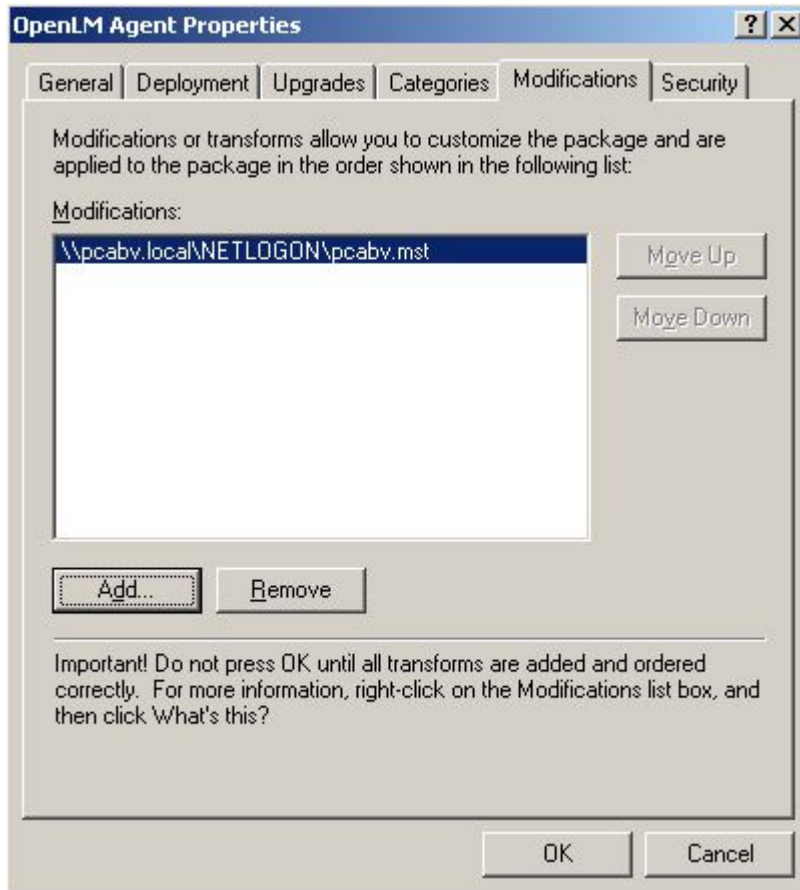 OpenLM Agent Properties
General Deployment Upgrades Categories Modifications Security
Modifications or transforms allow you to customize the package and are
applied to the package in the order shown in the following list:
Modifications:
\\pcabv.local\NETLOGON\pcabv.mst
Move Up
Move Down
Add... Remove
Important! Do not press OK until all transforms are added and ordered
correctly. For more information, right-click on the Modifications list box, and
then click What's this?
OK Cancel